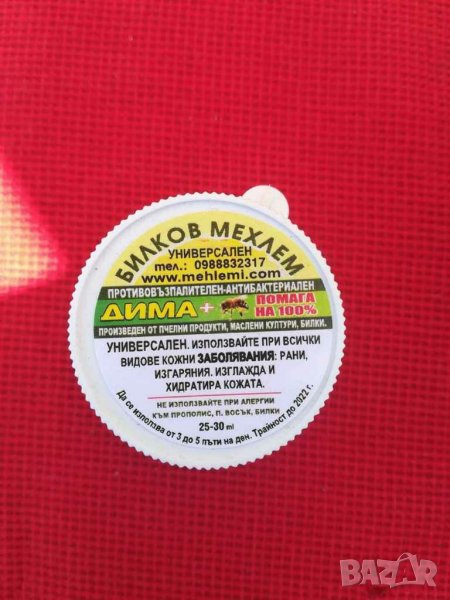 БИЛКОВ МЕХЛЕМ
УНИВЕРСАЛЕН
тел.: 0988832317
www.mehlemi.com
ПРОТИВОВЪЗПАЛИТЕЛЕН-АНТИБАКТЕРИАЛЕН
ДИМА +
ПОМАГА
НА 100%
ПРОИЗВЕДЕН ОТ ПЧЕЛНИ ПРОДУКТИ, МАСЛЕНИ КУЛТУРИ, БИЛКИ.
УНИВЕРСАЛЕН. ИЗПОЛЗВАЙТЕ ПРИ ВСИЧКИ
ВИДОВЕ КОЖНИ ЗАБОЛЯВАНИЯ: РАНИ,
ИЗГАРЯНИЯ. ИЗГЛАЖДА И
ХИДРАТИРА КОЖАТА.
НЕ ИЗПОЛЗВАЙТЕ ПРИ АЛЕРГИИ
КЪМ ПРОПОЛИС, П. ВОСЪК, БИЛКИ
25-30 ml
Да се използва от 3 до 5 пъти на ден. Трайност до 2022 г.
BAZAR